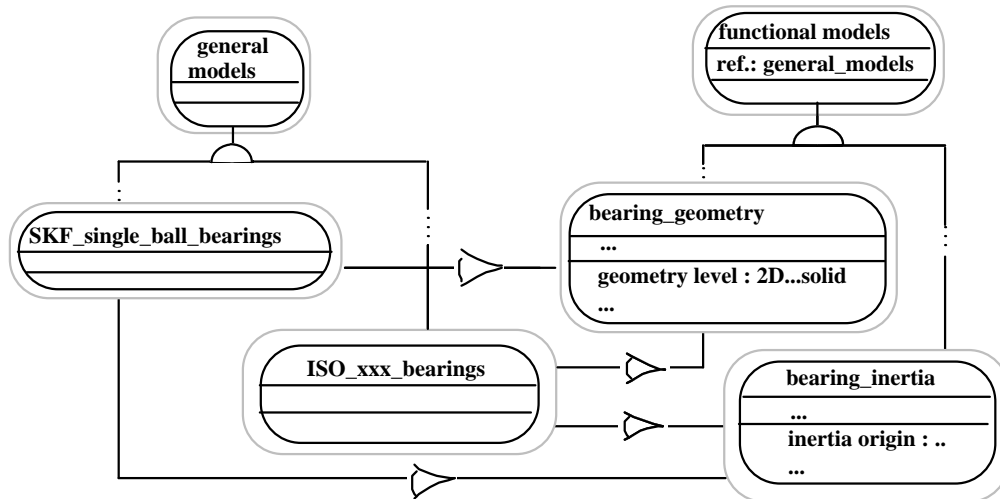 general
models
functional models
ref.: general_models
SKF_single_ball_bearings
bearing_geometry
...
geometry level : 2D...solid
...
ISO_xxx_bearings
bearing_inertia
...
inertia origin : ..
...